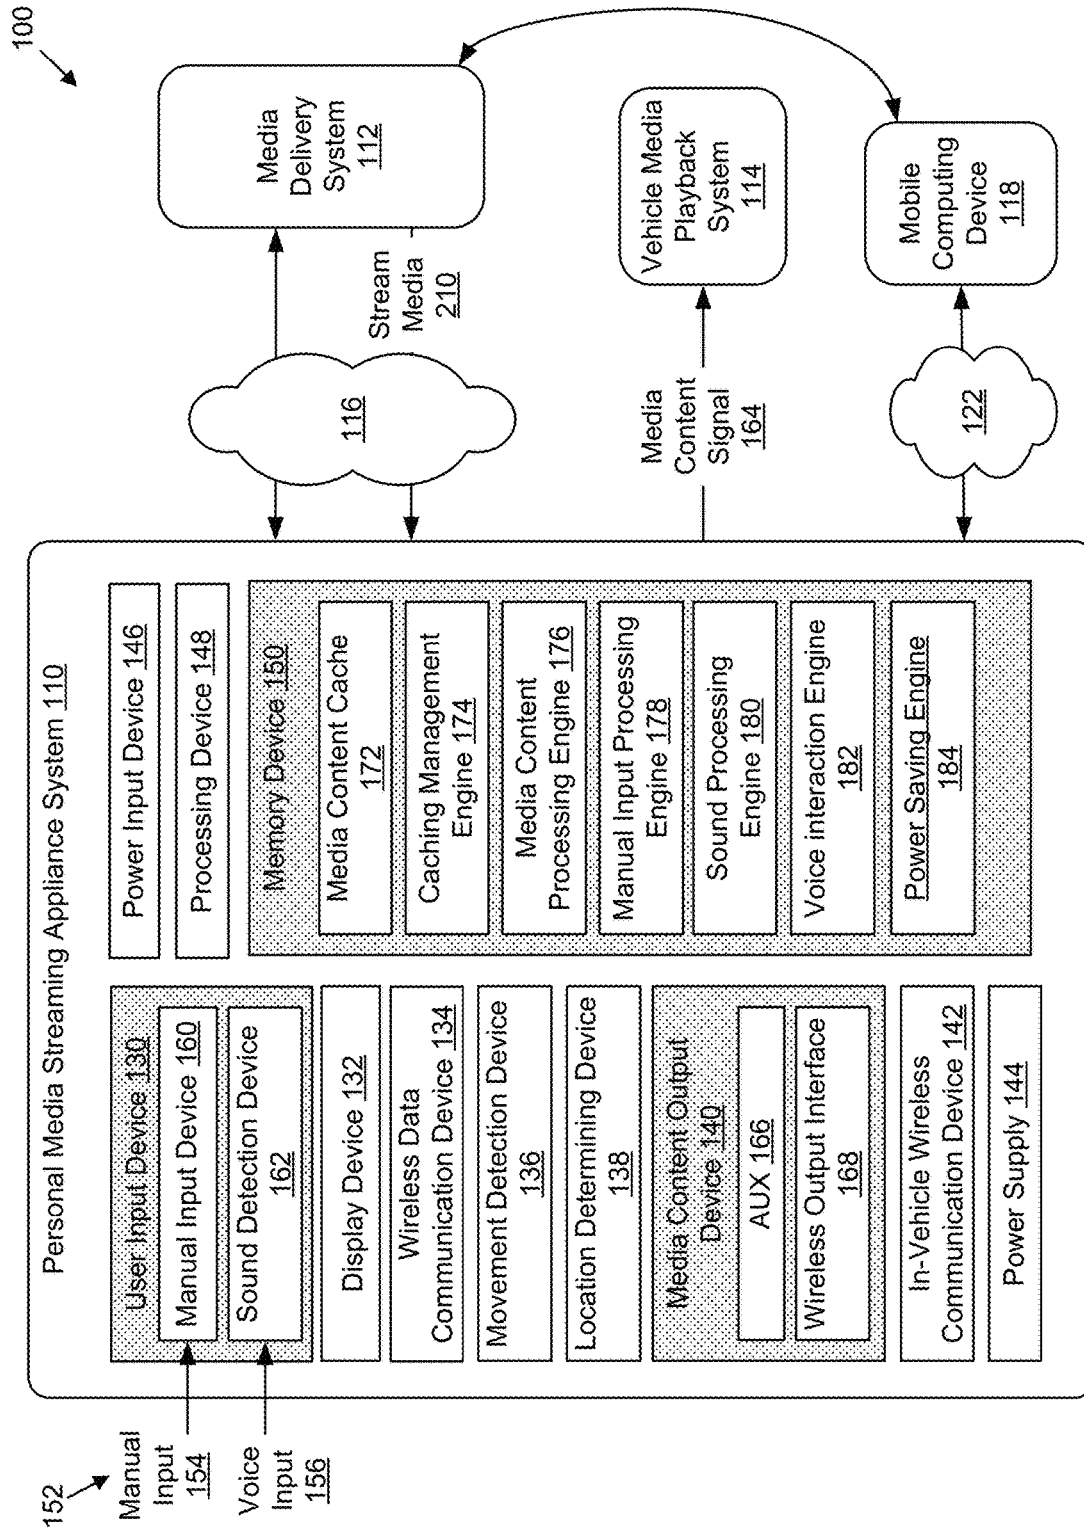 100
152
Manual
Input
154
Voice
Input
156
Personal Media Streaming Appliance System 110
User Input Device 130
Manual Input Device 160
Sound Detection Device
162
Display Device 132
Wireless Data
Communication Device 134
Movement Detection Device
136
Location Determining Device
138
Media Content Output
Device 140
AUX 166
Wireless Output Interface
168
In-Vehicle Wireless
Communication Device 142
Power Supply 144
Power Input Device 146
Processing Device 148
Memory Device 150
Media Content Cache
172
Caching Management
Engine 174
Media Content
Processing Engine 176
Manual Input Processing
Engine 178
Sound Processing
Engine 180
Voice interaction Engine
182
Power Saving Engine
184
116
Stream
Media
210
Media
Content
Signal
164
122
Media
Delivery
System
112
Vehicle Media
Playback
System
114
Mobile
Computing
Device
118